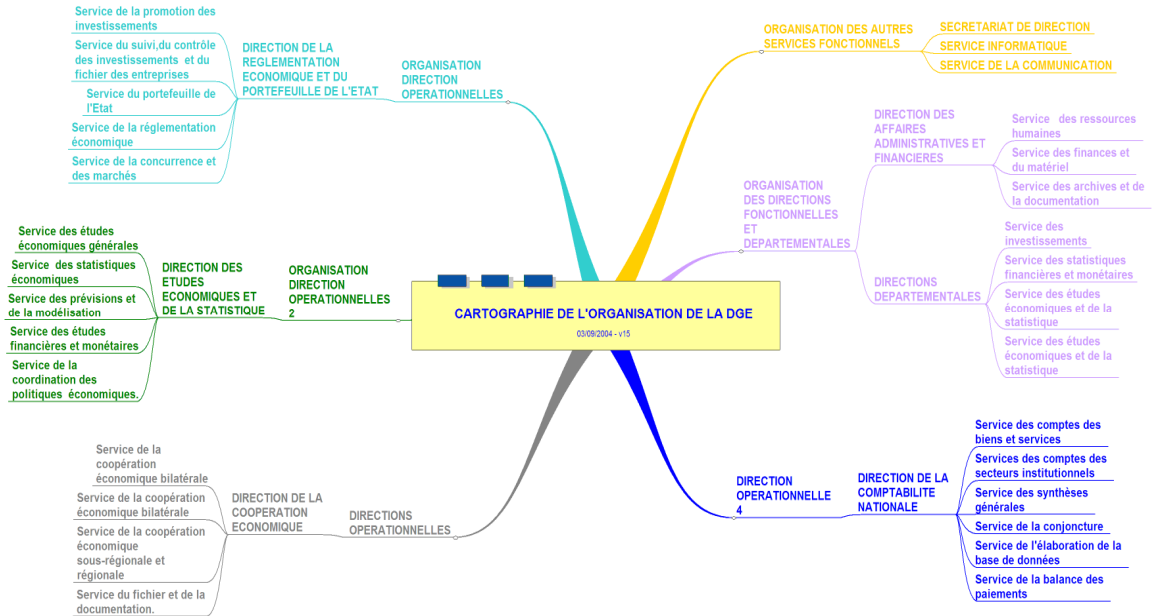 CARTOGRAPHIE DE L'ORGANISATION DE LA DGE
03/09/2004 - v15
ORGANISATION DES AUTRES
SERVICES FONCTIONNELS
SECRETARIAT DE DIRECTION
SERVICE INFORMATIQUE
SERVICE DE LA COMMUNICATION
ORGANISATION
DES DIRECTIONS
FONCTIONNELLES
ET
DEPARTEMENTALES
DIRECTION DES
AFFAIRES
ADMINISTRATIVES ET
FINANCIERES
Service des ressources
humaines
Service des finances et
du matériel
Service des archives et de
la documentation
DIRECTIONS
DEPARTEMENTALES
Service des
investissements
Service des statistiques
financières et monétaires
Service des études
économiques et de la
statistique
Service des études
économiques et de la
statistique
DIRECTION
OPERATIONNELLE
4
DIRECTION DE LA
COMPTABILITE
NATIONALE
Service des comptes des
biens et services
Services des comptes des
secteurs institutionnels
Service des synthèses
générales
Service de la conjoncture
Service de l'élaboration de la
base de données
Service de la balance des
paiements
DIRECTIONS
OPERATIONNELLES
DIRECTION DE LA
COOPERATION
ECONOMIQUE
Service de la
coopération
économique bilatérale
Service de la coopération
économique bilatérale
Service de la coopération
économique
sous-régionale et
régionale
Service du fichier et de la
documentation.
ORGANISATION
DIRECTION
OPERATIONNELLES
2
DIRECTION DES
ETUDES
ECONOMIQUES ET
DE LA STATISTIQUE
Service des études
économiques générales
Service des statistiques
économiques
Service des prévisions et
de la modélisation
Service des études
financières et monétaires
Service de la
coordination des
politiques économiques.
ORGANISATION
DIRECTION
OPERATIONNELLES
DIRECTION DE LA
REGLEMENTATION
ECONOMIQUE ET DU
PORTEFEUILLE DE L'ETAT
Service de la promotion des
investissements
Service du suivi,du contrôle
des investissements et du
fichier des entreprises
Service du portefeuille de
l'Etat
Service de la réglementation
économique
Service de la concurrence et
des marchés